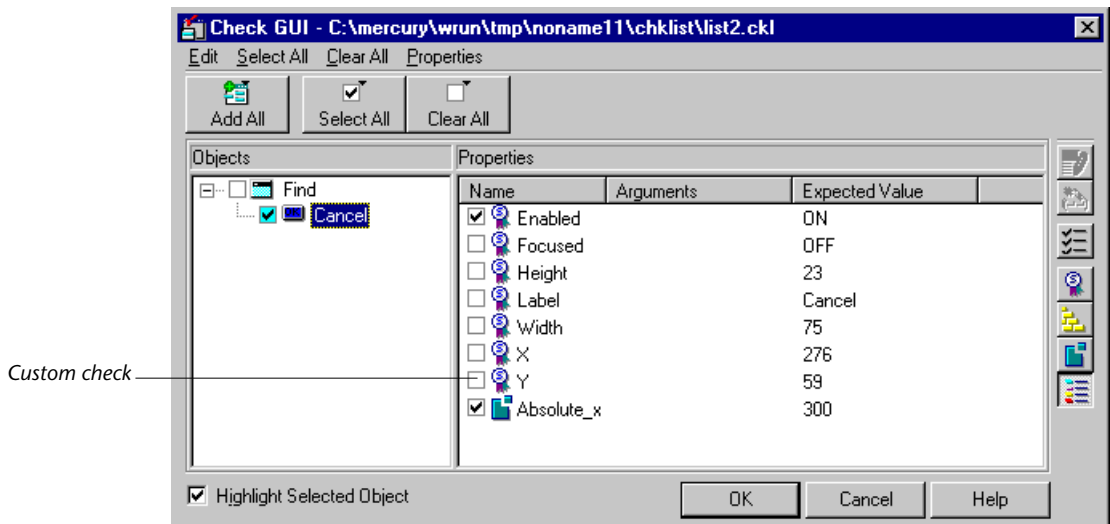 Check GUI - C:\mercury\wrun\tmp\noname11\chklist\list2.ckl
Edit Select All Clear All Properties
Add All Select All Clear All
Objects Properties
Find
Cancel
Name Arguments Expected Value
Enabled ON
Focused OFF
Height 23
Label Cancel
Width 75
X 276
Custom check Y 59
Absolute_x 300
Highlight Selected Object OK Cancel Help